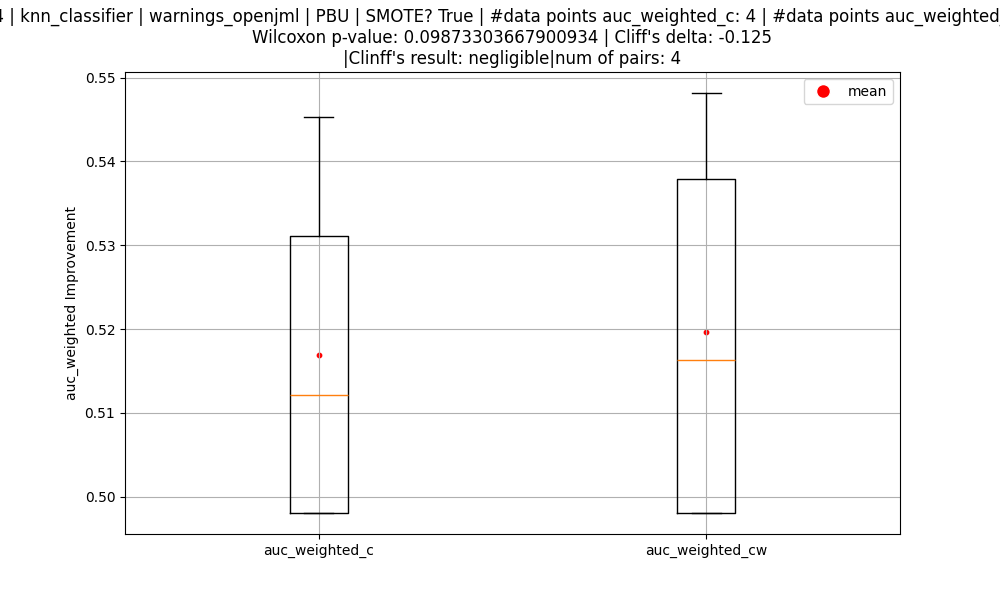 | knn_classifier | warnings_openjml | PBU | SMOTE? True | #data points auc_weighted_c: 4 | #data points auc_weighted_
Wilcoxon p-value: 0.09873303667900934 | Cliff's delta: -0.125
|Clinff's result: negligible|num of pairs: 4
0.55
mean
0.54
0.53
0.52
0.51
0.50
auc_weighted Improvement
auc_weighted_c
auc_weighted_cw